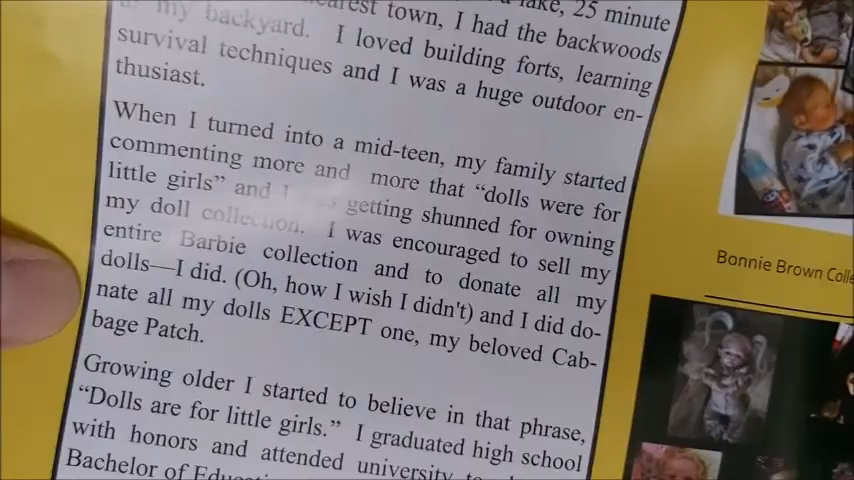 nearest town, I had the backwoods
lake, 25 minute
in my backyard. I loved building forts, learning
survival techniques and I was a huge outdoor en-
thusiast.
When I turned into a mid-teen, my family started
commenting more and more that “dolls were for
little girls” and I was getting shunned for owning
my doll collection. I was encouraged to sell my
entire Barbie collection and to donate all my
dolls—I did. (Oh, how I wish I didn't) and I did do-
nate all my dolls EXCEPT one, my beloved Cab-
bage Patch.
Growing older I started to believe in that phrase,
“Dolls are for little girls.” I graduated high school
with honors and attended university to
Bachelor of
Bonnie Brown